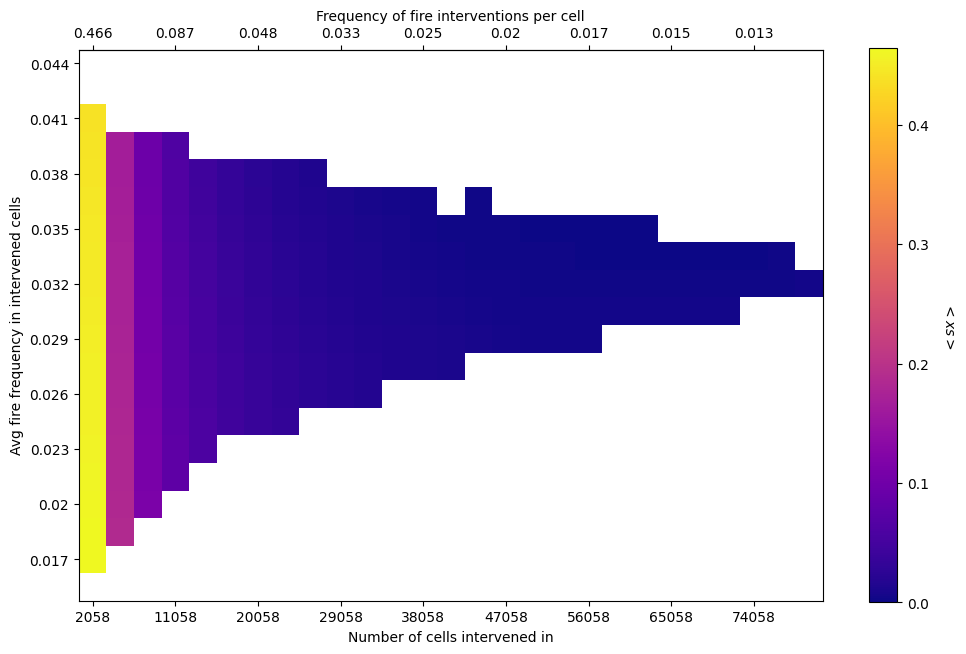 Frequency of fire interventions per cell
0.466 0.087 0.048 0.033 0.025 0.02 0.017 0.015 0.013
0.044
0.041
0.038
0.035
0.032
0.029
0.026
0.023
0.02
0.017
Avg fire frequency in intervened cells
2058 11058 20058 29058 38058 47058 56058 65058 74058
Number of cells intervened in
0.4
0.3
0.2
0.1
0.0
< sx >